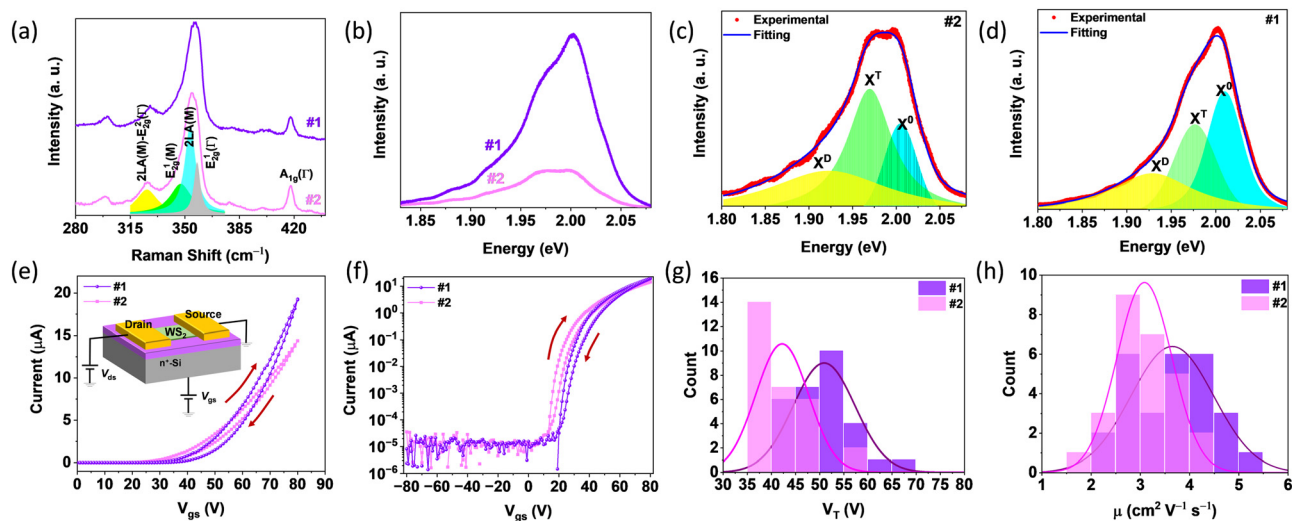 (a)
Intensity (a. u.)
2LA(M)-E²₂g(Γ)
E¹₂g(M)
2LA(M)
E¹₂g(Γ)
A₁g(Γ)
#1
#2
280 315 350 385 420
Raman Shift (cm⁻¹)
(b)
Intensity (a. u.)
#1
#2
1.85 1.90 1.95 2.00 2.05
Energy (eV)
(c)
Experimental
Fitting
#2
Intensity (a. u.)
Xᴰ
Xᵀ
X⁰
1.80 1.85 1.90 1.95 2.00 2.05
Energy (eV)
(d)
Experimental
Fitting
#1
Intensity (a. u.)
Xᴰ
Xᵀ
X⁰
1.80 1.85 1.90 1.95 2.00 2.05
Energy (eV)
(e)
#1
#2
Drain
Source
WS₂
n⁺-Si
Vds
Vgs
Current (μA)
20
15
10
5
0
0 10 20 30 40 50 60 70 80 90
Vgs (V)
(f)
#1
#2
Current (μA)
10¹
10⁰
10⁻¹
10⁻²
10⁻³
10⁻⁴
10⁻⁵
10⁻⁶
−80 −60 −40 −20 0 20 40 60 80
Vgs (V)
(g)
#1
#2
Count
16
14
12
10
8
6
4
2
0
30 35 40 45 50 55 60 65 70 75 80
V_T (V)
(h)
#1
#2
Count
10
8
6
4
2
0
1 2 3 4 5 6
μ (cm² V⁻¹ s⁻¹)